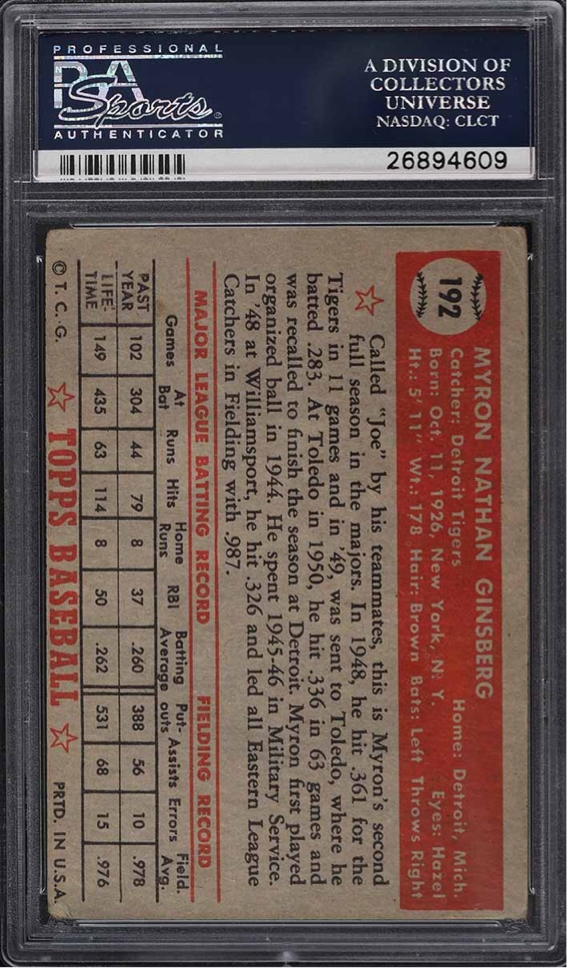 PROFESSIONAL
PSA
Sports
AUTHENTICATOR
A DIVISION OF
COLLECTORS
UNIVERSE
NASDAQ: CLCT
26894609
192
MYRON NATHAN GINSBERG
Catcher: Detroit Tigers Home: Detroit, Mich.
Born: Oct. 11, 1926, New York, N. Y. Eyes: Hazel
Ht.: 5' 11" Wt.: 178 Hair: Brown Bats: Left Throws Right
Called "Joe" by his teammates, this is Myron's second
full season in the majors. In 1948, he hit .361 for the
Tigers in 11 games and in '49, was sent to Toledo, where he
batted .283. At Toledo in 1950, he hit .336 in 63 games and
was recalled to finish the season at Detroit. Myron first played
organized ball in 1944. He spent 1945-46 in Military Service.
In '48 at Williamsport, he hit .326 and led all Eastern League
Catchers in Fielding with .987.
MAJOR LEAGUE BATTING RECORD FIELDING RECORD
Games At Bat Runs Hits Home Runs RBI Batting Average Put-outs Assists Errors Field. Avg.
PAST YEAR 102 304 44 79 8 37 .260 388 56 10 .978
LIFE-TIME 149 435 63 114 8 50 .262 531 68 15 .976
© T. C. G. TOPPS BASEBALL PRTD. IN U.S.A.